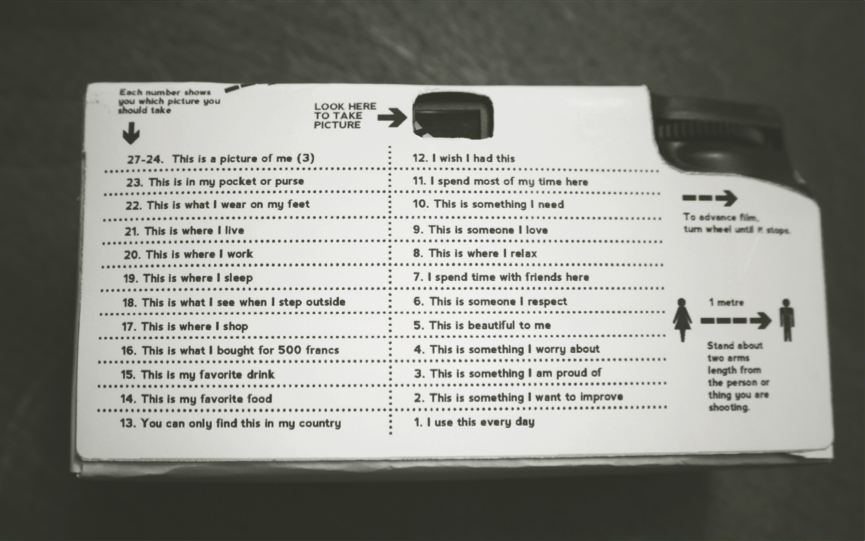 Each number shows
you which picture you
should take
LOOK HERE
TO TAKE
PICTURE
27-24. This is a picture of me (3)
23. This is in my pocket or purse
22. This is what I wear on my feet
21. This is where I live
20. This is where I work
19. This is where I sleep
18. This is what I see when I step outside
17. This is where I shop
16. This is what I bought for 500 francs
15. This is my favorite drink
14. This is my favorite food
13. You can only find this in my country
12. I wish I had this
11. I spend most of my time here
10. This is something I need
9. This is someone I love
8. This is where I relax
7. I spend time with friends here
6. This is someone I respect
5. This is beautiful to me
4. This is something I worry about
3. This is something I am proud of
2. This is something I want to improve
1. I use this every day
To advance film,
turn wheel until it stops.
1 metre
Stand about
two arms
length from
the person or
thing you are
shooting.